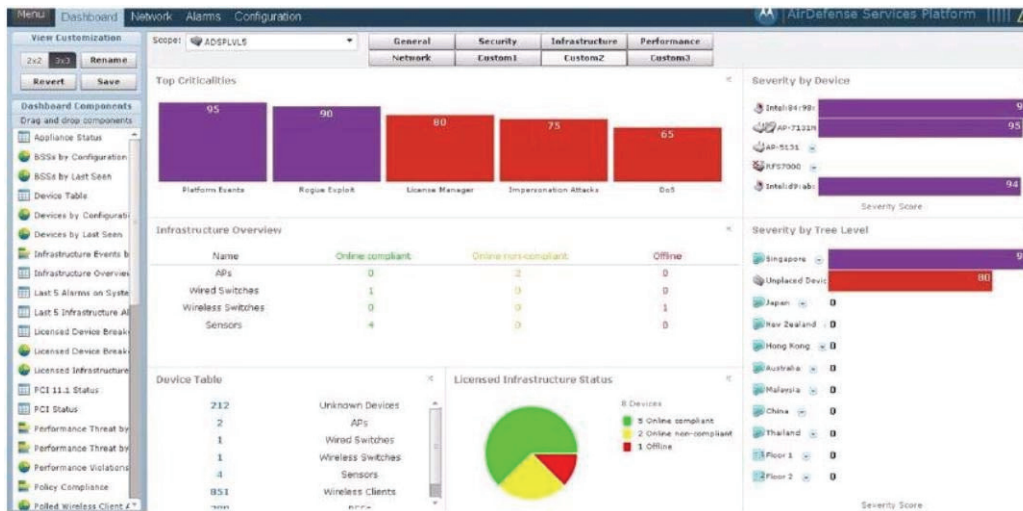 Menu Dashboard Network Alarms Configuration
AirDefense Services Platform
View Customization
2x2 3x3 Rename
Revert Save
Dashboard Components
Drag and drop components
Appliance Status
BSSs by Configuration
BSSs by Last Seen
Device Table
Devices by Configurati
Devices by Last Seen
Infrastructure Events b
Infrastructure Overview
Last 5 Alarms on Syste
Last 5 Infrastructure Al
Licensed Device Break
Licensed Device Break
Licensed Infrastructure
PCI 11.1 Status
PCI Status
Performance Threat by
Performance Threat by
Performance Violations
Policy Compliance
Polled Wireless Client A
Scope: ADSPLVL5
General Security Infrastructure Performance
Network Custom1 Custom2 Custom3
Top Criticalities
95 90 80 75 65
Platform Events Rogue Exploit License Manager Impersonation Attacks DoS
Infrastructure Overview
Name Online compliant Online non-compliant Offline
APs 0 2 0
Wired Switches 1 0 0
Wireless Switches 0 0 1
Sensors 4 0 0
Device Table
212 Unknown Devices
2 APs
1 Wired Switches
1 Wireless Switches
4 Sensors
851 Wireless Clients
BSSs
Licensed Infrastructure Status
8 Devices
5 Online compliant
2 Online non-compliant
1 Offline
Severity by Device
Intel:84:98: 9
AP-7131N 95
AP-5131
RFS7000
Intel:d9:ab: 94
Severity Score
Severity by Tree Level
Singapore 9
Unplaced Devic 80
Japan 0
New Zealand 0
Hong Kong 0
Australia 0
Malaysia 0
China 0
Thailand 0
Floor 1 0
Floor 2 0
Severity Score